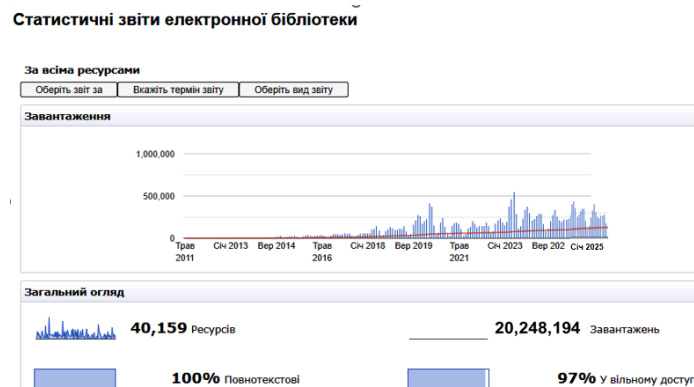 Статистичні звіти електронної бібліотеки
За всіма ресурсами
Оберіть звіт за Вкажіть термін звіту Оберіть вид звіту
Завантаження
1,000,000
500,000
0
Трав 2011 Січ 2013 Вер 2014 Трав 2016 Січ 2018 Вер 2019 Трав 2021 Січ 2023 Вер 202 Січ 2025
Загальний огляд
40,159 Ресурсів 20,248,194 Завантажень
100% Повнотекстові 97% У вільному доступ